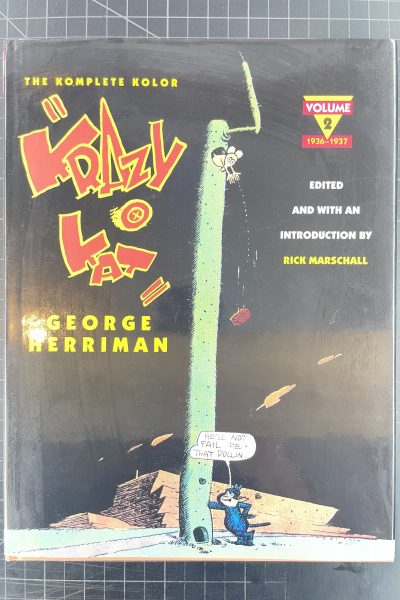 THE KOMPLETE KOLOR
"KRAZY
KAT"
GEORGE
HERRIMAN
VOLUME
2
1936-1937
EDITED
AND WITH AN
INTRODUCTION BY
RICK MARSCHALL
HE'LL NOT
FAIL ME -
THAT DOLLIN